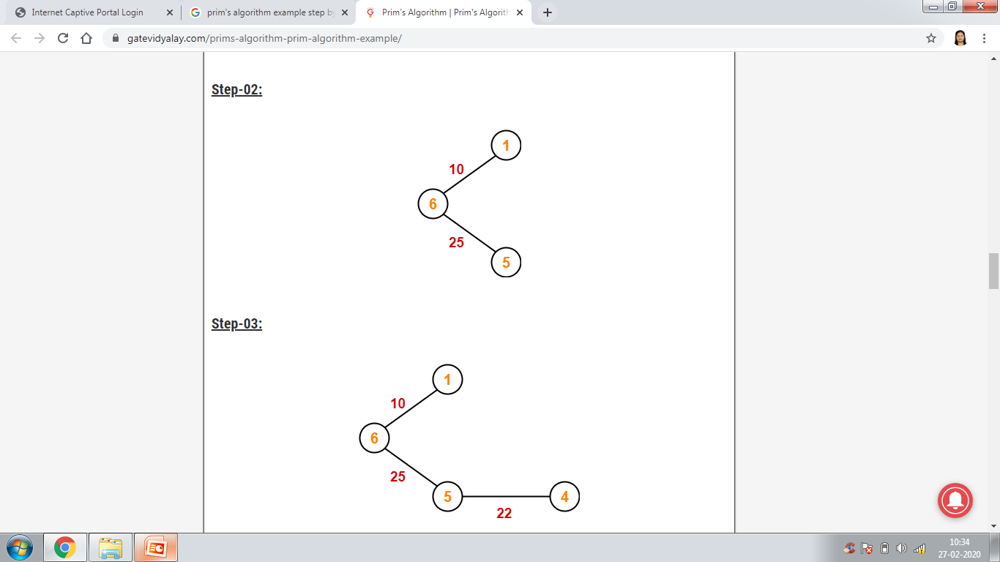 Internet Captive Portal Login
prim's algorithm example step by
Prim's Algorithm | Prim's Algorith
gatevidyalay.com/prims-algorithm-prim-algorithm-example/
Step-02:
1
10
6
25
5
Step-03:
1
10
6
25
5
4
22
10:34
27-02-2020